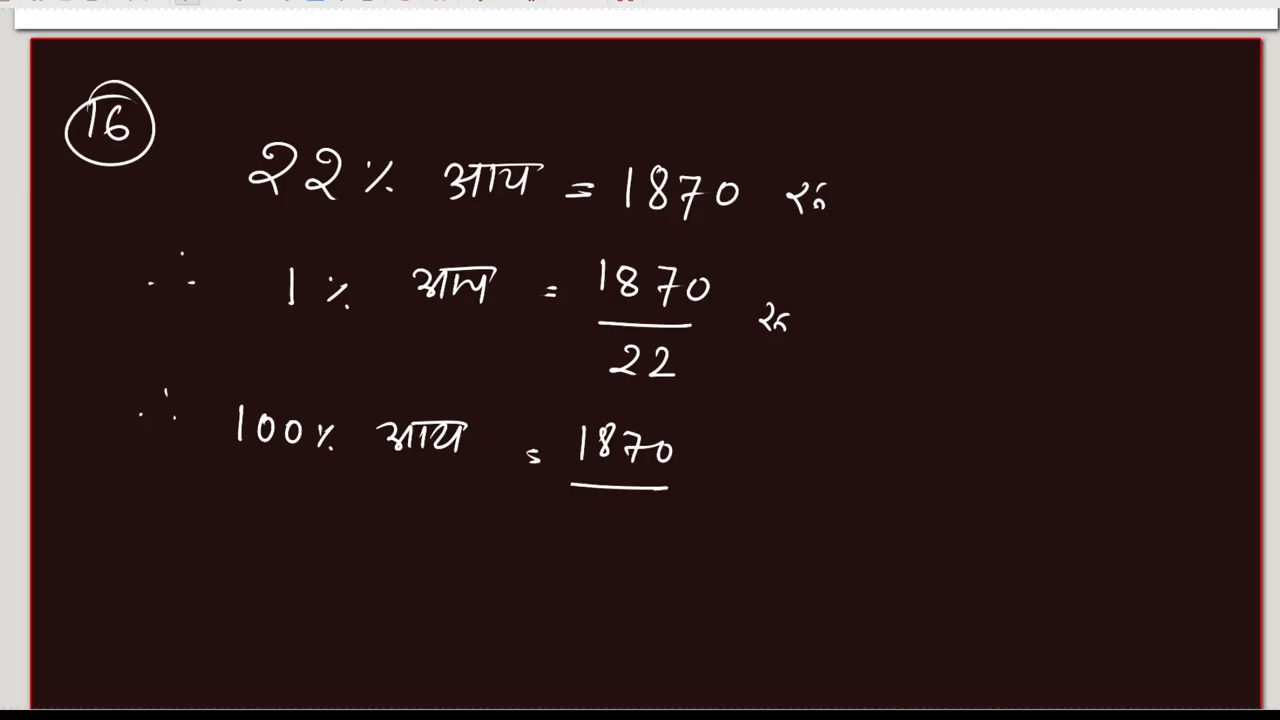 16
22% आय = 1870 रु
∴ 1% आय = 1870 रु
22
∴ 100% आय = 1870